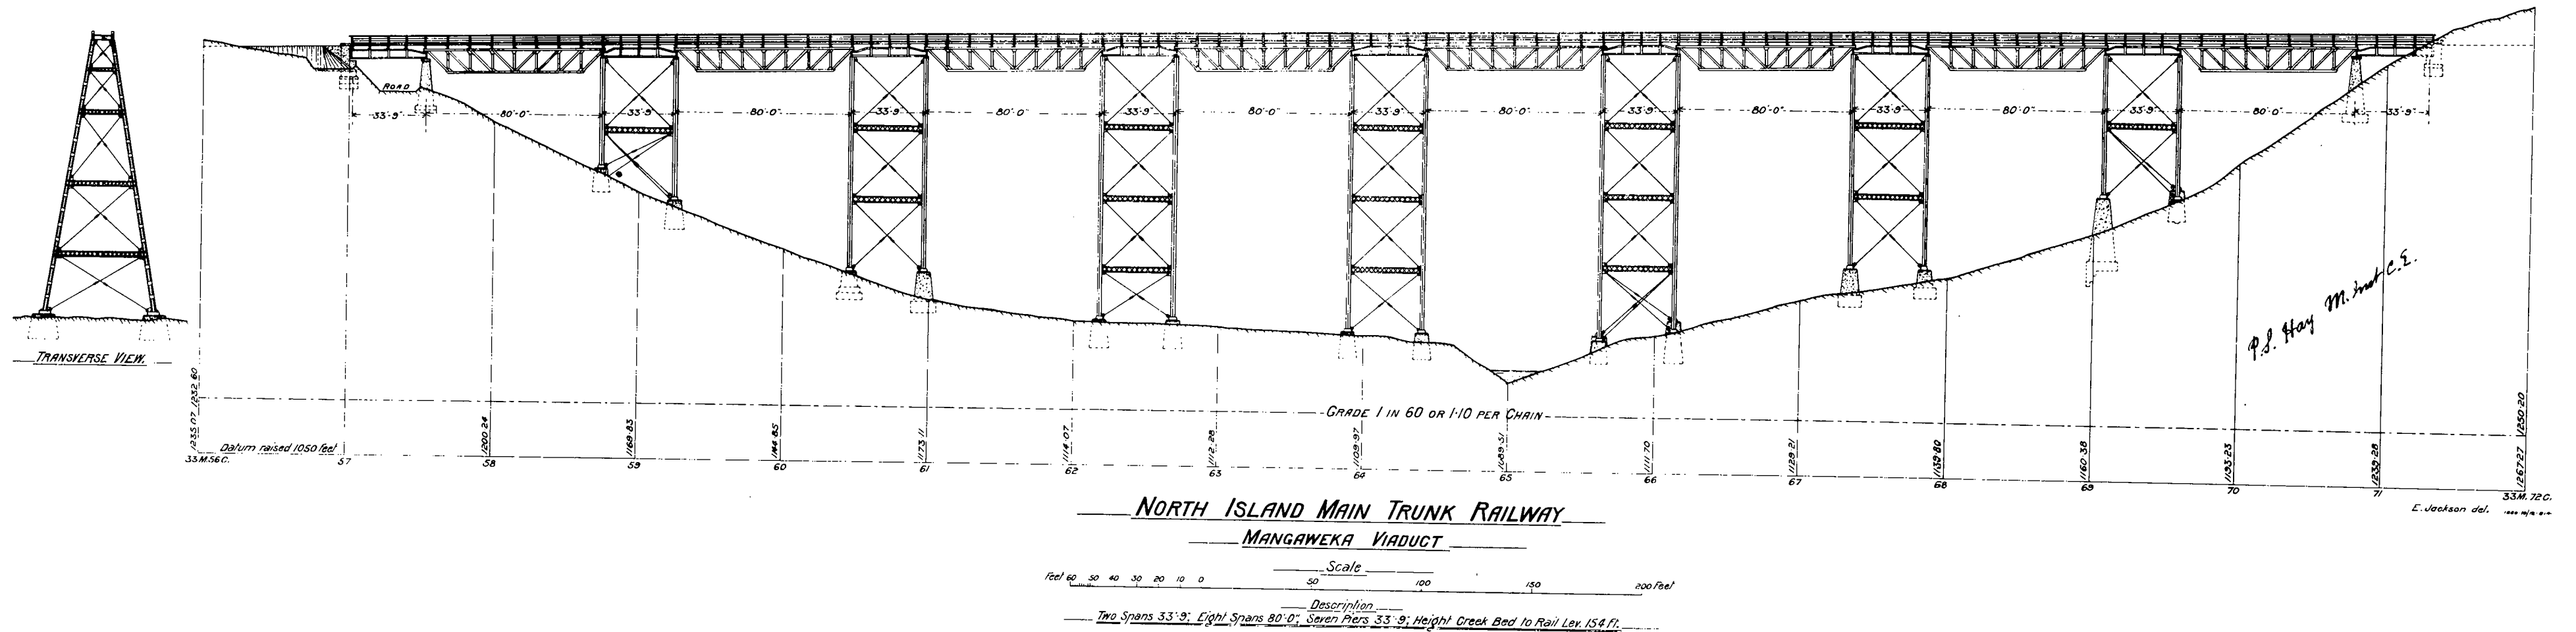 ROAD
33'·9" 80'·0" 33'·9" 80'·0" 33'·9" 80'·0" 33'·9" 80'·0" 33'·9" 80'·0" 33'·9" 80'·0" 33'·9" 80'·0" 33'·9" 80'·0" 33'·9"
TRANSVERSE VIEW.
P.S. Hay M. Inst C.E.
GRADE 1 IN 60 OR 1·10 PER CHAIN
1235·07 1232·60 1200·24 1169·83 1144·85 1173·11 1114·07 1112·28 1109·97 1089·51 1111·70 1129·21 1139·80 1160·38 1193·23 1239·28 1267·27 1250·20
Datum raised 1050 feet
33 M. 56 C. 57 58 59 60 61 62 63 64 65 66 67 68 69 70 71 33 M. 72 C.
E. Jackson del.
NORTH ISLAND MAIN TRUNK RAILWAY
MANGAWEKA VIADUCT
Scale
Feet 60 50 40 30 20 10 0 50 100 150 200 Feet
Description
Two Spans 33'·9"; Eight Spans 80'·0"; Seven Piers 33'·9"; Height Creek Bed to Rail Lev. 154 ft.